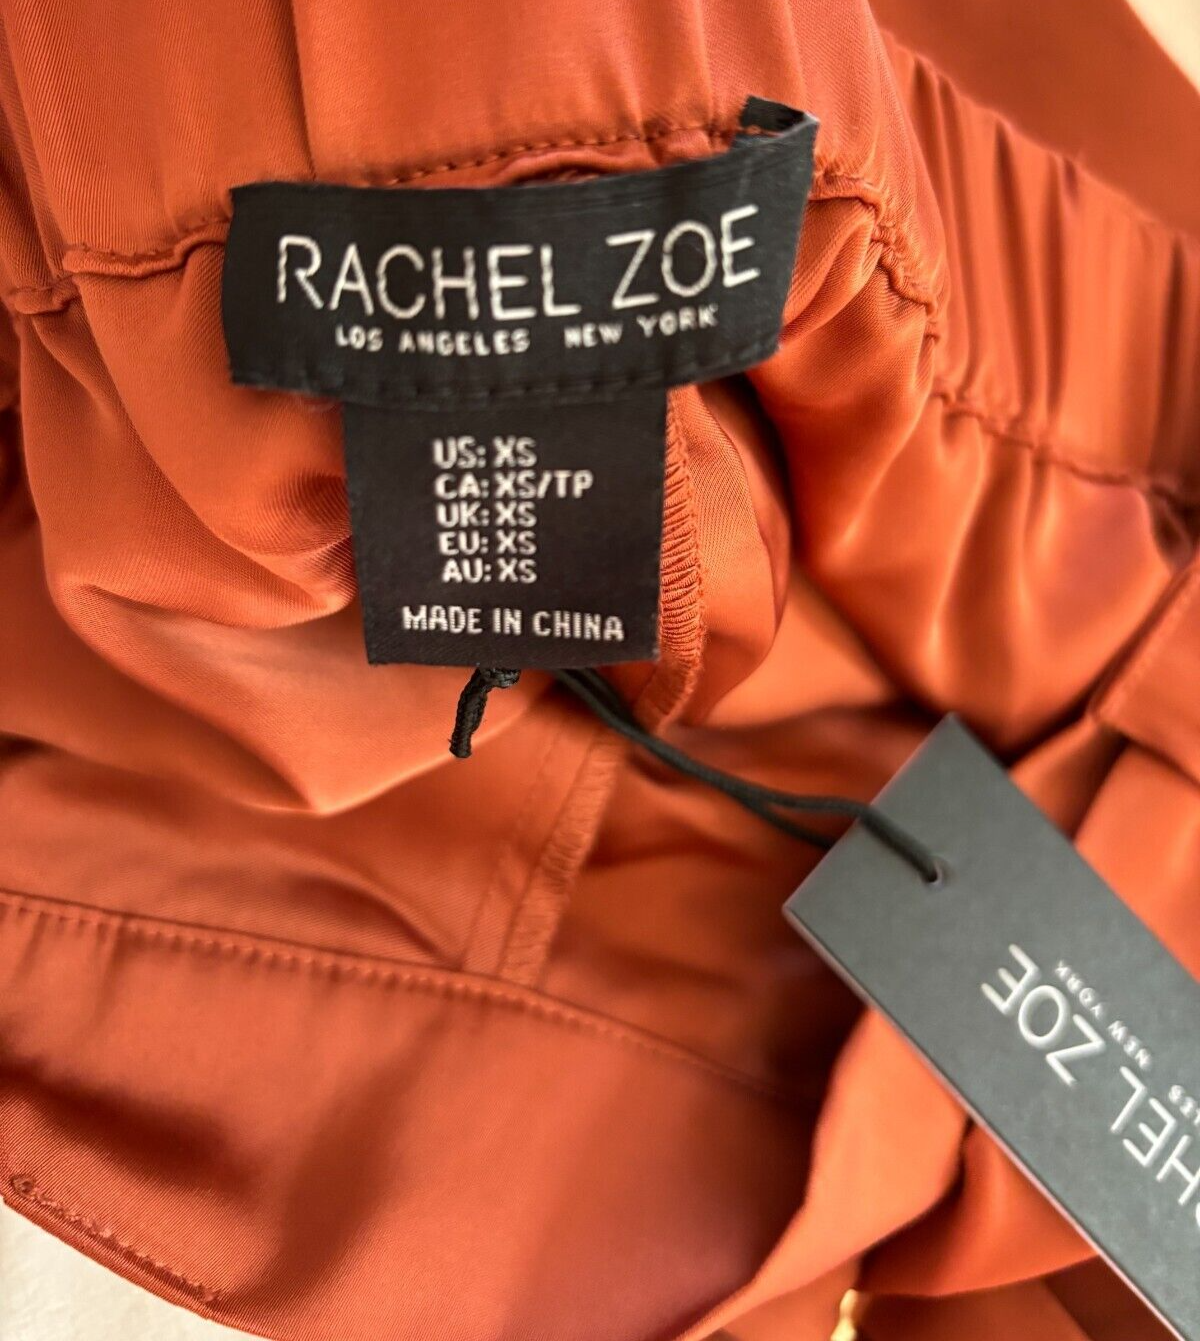 RACHEL ZOE
LOS ANGELES NEW YORK
US: XS
CA: XS/TP
UK: XS
EU: XS
AU: XS
MADE IN CHINA
ZOE
NEW YORK